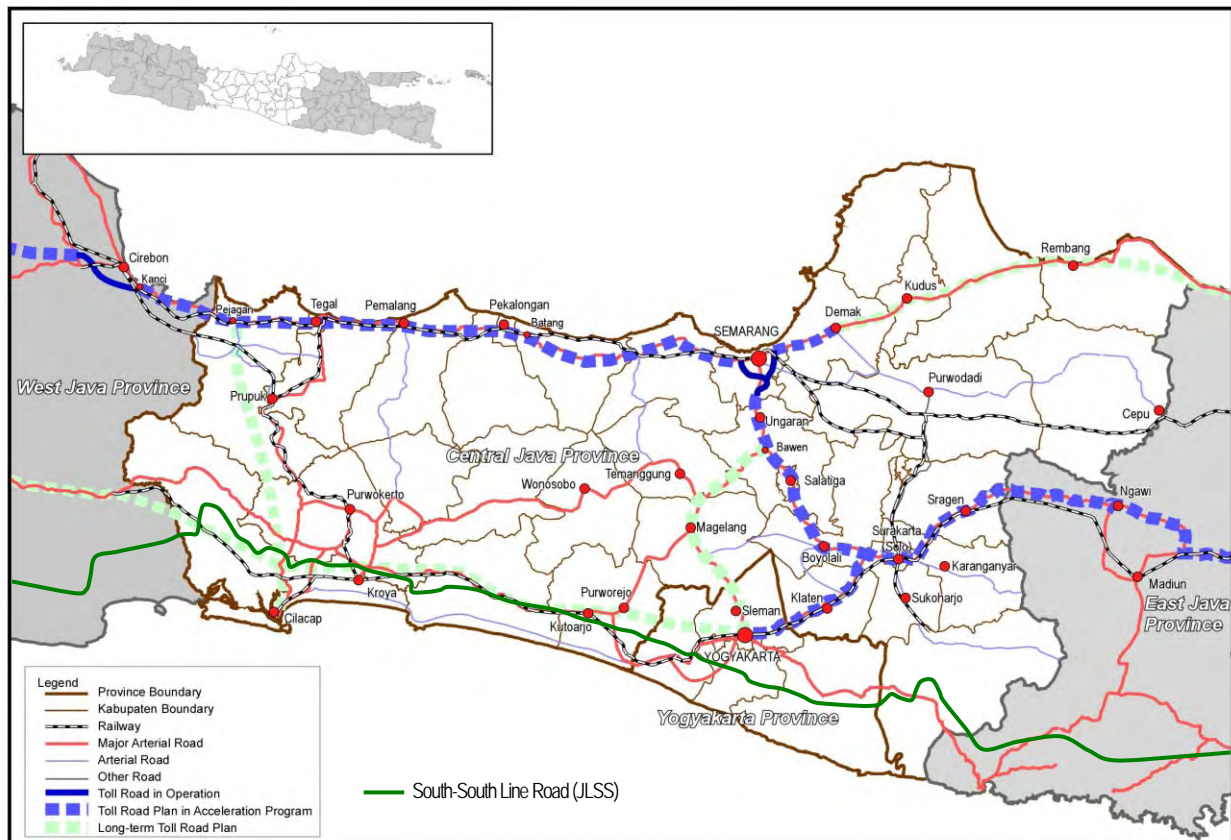 Rembang
Cirebon
Kanci
Kudus
Pejagan
Tegal
Pemalang
Pekalongan
Batang
Demak
SEMARANG
West Java Province
Prupuk
Purwodadi
Cepu
Ungaran
Bawen
Central Java Province
Temanggung
Wonosobo
Salatiga
Purwokerto
Sragen
Ngawi
Magelang
Surakarta
(Solo)
Boyolali
Karanganyar
Kroya
Madiun
Purworejo
Sleman
Klaten
Sukoharjo
East Java
Province
Cilacap
Kutoarjo
YOGYAKARTA
Yogyakarta Province
Legend
Province Boundary
Kabupaten Boundary
Railway
Major Arterial Road
Arterial Road
Other Road
Toll Road in Operation
Toll Road Plan in Acceleration Program
Long-term Toll Road Plan
South-South Line Road (JLSS)